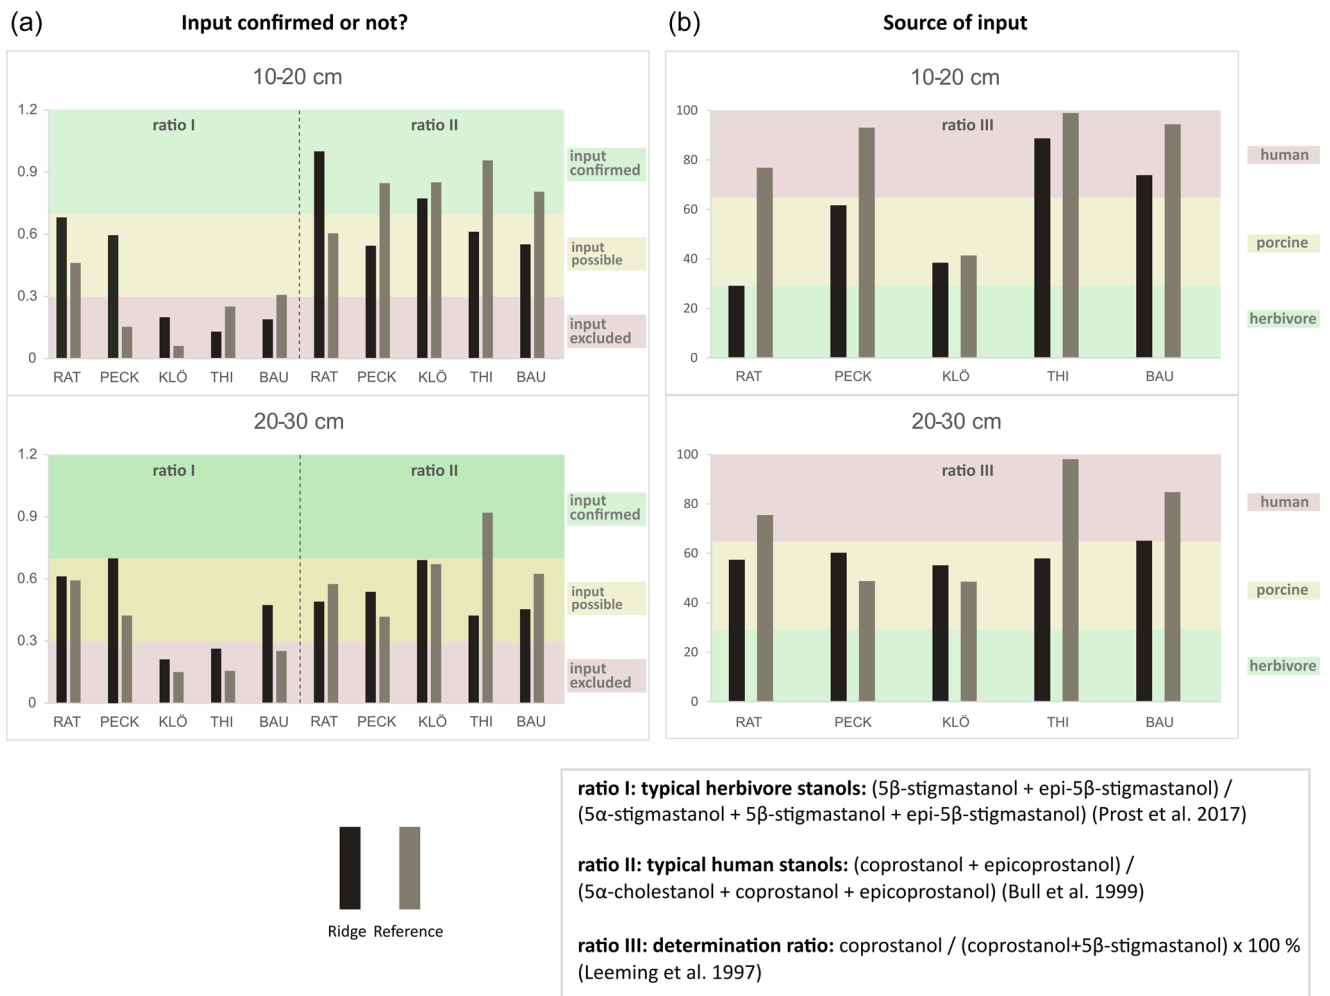 (a) Input confirmed or not?
10-20 cm
ratio I ratio II
1.2
0.9
0.6
0.3
0
input
confirmed
input
possible
input
excluded
RAT PECK KLÖ THI BAU RAT PECK KLÖ THI BAU
20-30 cm
ratio I ratio II
1.2
0.9
0.6
0.3
0
input
confirmed
input
possible
input
excluded
RAT PECK KLÖ THI BAU RAT PECK KLÖ THI BAU
(b) Source of input
10-20 cm
ratio III
100
80
60
40
20
0
human
porcine
herbivore
RAT PECK KLÖ THI BAU
20-30 cm
ratio III
100
80
60
40
20
0
human
porcine
herbivore
RAT PECK KLÖ THI BAU
Ridge Reference
ratio I: typical herbivore stanols: (5β-stigmastanol + epi-5β-stigmastanol) /
(5α-stigmastanol + 5β-stigmastanol + epi-5β-stigmastanol) (Prost et al. 2017)
ratio II: typical human stanols: (coprostanol + epicoprostanol) /
(5α-cholestanol + coprostanol + epicoprostanol) (Bull et al. 1999)
ratio III: determination ratio: coprostanol / (coprostanol+5β-stigmastanol) x 100 %
(Leeming et al. 1997)